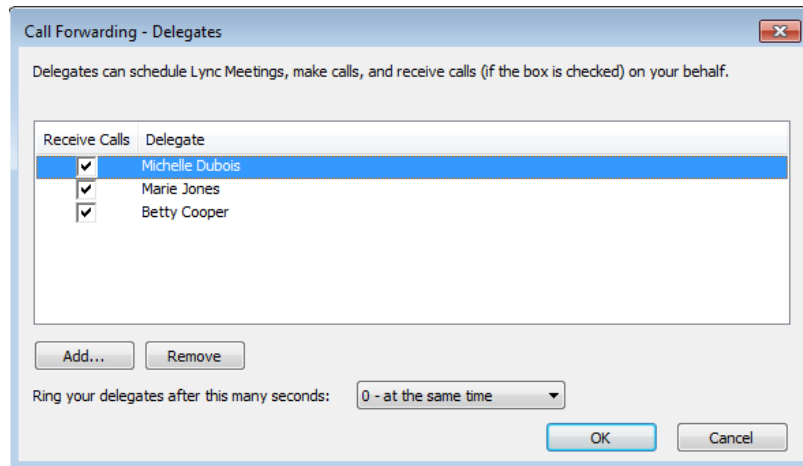 Call Forwarding - Delegates
Delegates can schedule Lync Meetings, make calls, and receive calls (if the box is checked) on your behalf.
Receive Calls Delegate
Michelle Dubois
Marie Jones
Betty Cooper
Add... Remove
Ring your delegates after this many seconds: 0 - at the same time
OK Cancel